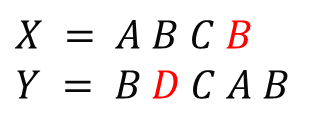 X = A B C B
Y = B D C A B